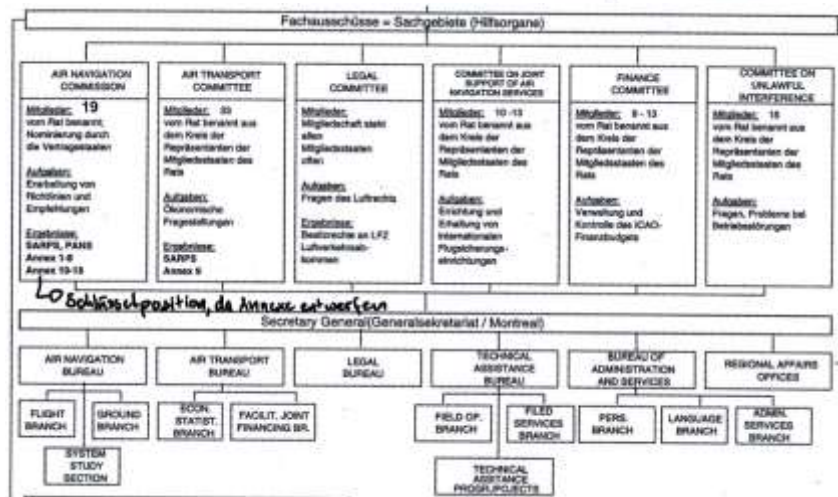 Fachausschüsse = Sachgebiete (Hilfsorgane)
AIR NAVIGATION
COMMISSION
Mitglieder: 19
vom Rat benannt;
Nominierung durch
die Vertragsstaaten
Aufgaben:
Erarbeitung von
Richtlinien und
Empfehlungen
Ergebnisse:
SARPS, PANS
Annex 1-8
Annex 10-18
AIR TRANSPORT
COMMITTEE
Mitglieder: 33
vom Rat benannt aus
dem Kreis der
Repräsentanten der
Mitgliedsstaaten des
Rats
Aufgaben:
Ökonomische
Fragestellungen
Ergebnisse:
SARPS
Annex 9
LEGAL
COMMITTEE
Mitglieder:
Mitgliedschaft steht
allen
Mitgliedsstaaten
offen
Aufgaben:
Fragen des Luftrechts
Ergebnisse:
Besitzrechte an LFZ
Luftverkehrsab-
kommen
COMMITTEE ON JOINT
SUPPORT OF AIR
NAVIGATION SERVICES
Mitglieder: 10 -13
vom Rat benannt aus
dem Kreis der
Repräsentanten der
Mitgliedsstaaten des
Rats
Aufgaben:
Errichtung und
Erhaltung von
Internationalen
Flugsicherungs-
einrichtungen
FINANCE
COMMITTEE
Mitglieder: 9 - 13
vom Rat benannt aus
dem Kreis der
Repräsentanten der
Mitgliedsstaaten des
Rats
Aufgaben:
Verwaltung und
Kontrolle des ICAO-
Finanzbudgets
COMMITTEE ON
UNLAWFUL
INTERFERENCE
Mitglieder: 15
vom Rat benannt aus
dem Kreis der
Repräsentanten der
Mitgliedsstaaten des
Rats
Aufgaben:
Fragen, Probleme bei
Betriebsstörungen
Schlüsselposition, da Annexe entwerfen
Secretary General(Generalsekretariat / Montreal)
AIR NAVIGATION
BUREAU
AIR TRANSPORT
BUREAU
LEGAL
BUREAU
TECHNICAL
ASSISTANCE
BUREAU
BUREAU OF
ADMINISTRATION
AND SERVICES
REGIONAL AFFAIRS
OFFICES
FLIGHT
BRANCH
GROUND
BRANCH
ECON.
STATIST.
BRANCH
FACILIT. JOINT
FINANCING BR.
FIELD OP.
BRANCH
FILED
SERVICES
BRANCH
PERS.
BRANCH
LANGUAGE
BRANCH
ADMIN.
SERVICES
BRANCH
SYSTEM
STUDY
SECTION
TECHNICAL
ASSISTANCE
PROGR./POJECTS